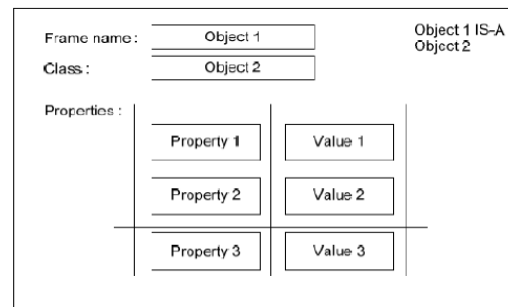 Frame name : Object 1
Object 1 IS-A
Object 2
Class : Object 2
Properties :
Property 1 Value 1
Property 2 Value 2
Property 3 Value 3